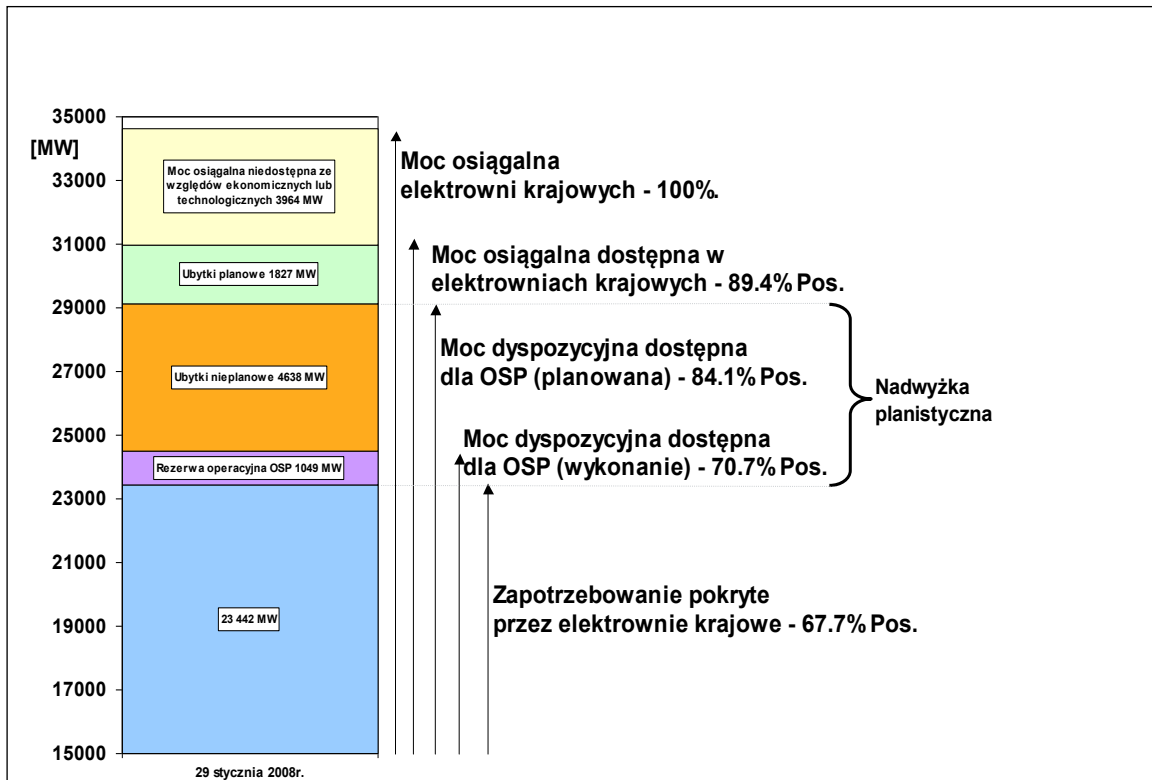 35000
[MW]
33000
31000
29000
27000
25000
23000
21000
19000
17000
15000
Moc osiągalna niedostępna ze
względów ekonomicznych lub
technologicznych 3964 MW
Ubytki planowe 1827 MW
Ubytki nieplanowe 4638 MW
Rezerwa operacyjna OSP 1049 MW
23 442 MW
29 stycznia 2008r.
Moc osiągalna
elektrowni krajowych - 100%.
Moc osiągalna dostępna w
elektrowniach krajowych - 89.4% Pos.
Moc dyspozycyjna dostępna
dla OSP (planowana) - 84.1% Pos.
Moc dyspozycyjna dostępna
dla OSP (wykonanie) - 70.7% Pos.
Zapotrzebowanie pokryte
przez elektrownie krajowe - 67.7% Pos.
Nadwyżka
planistyczna